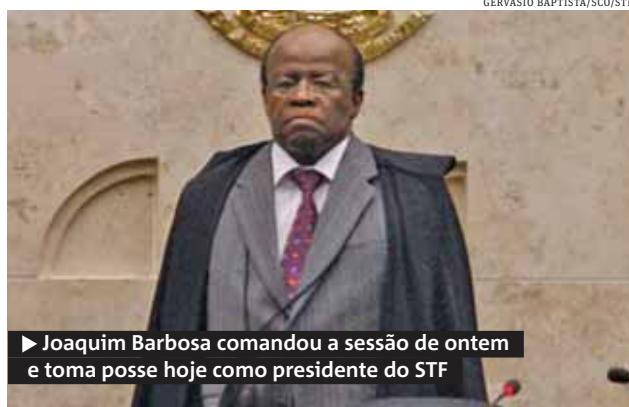 GERVÁSIO BAPTISTA/SCO/STF
▶ Joaquim Barbosa comandou a sessão de ontem
e toma posse hoje como presidente do STF